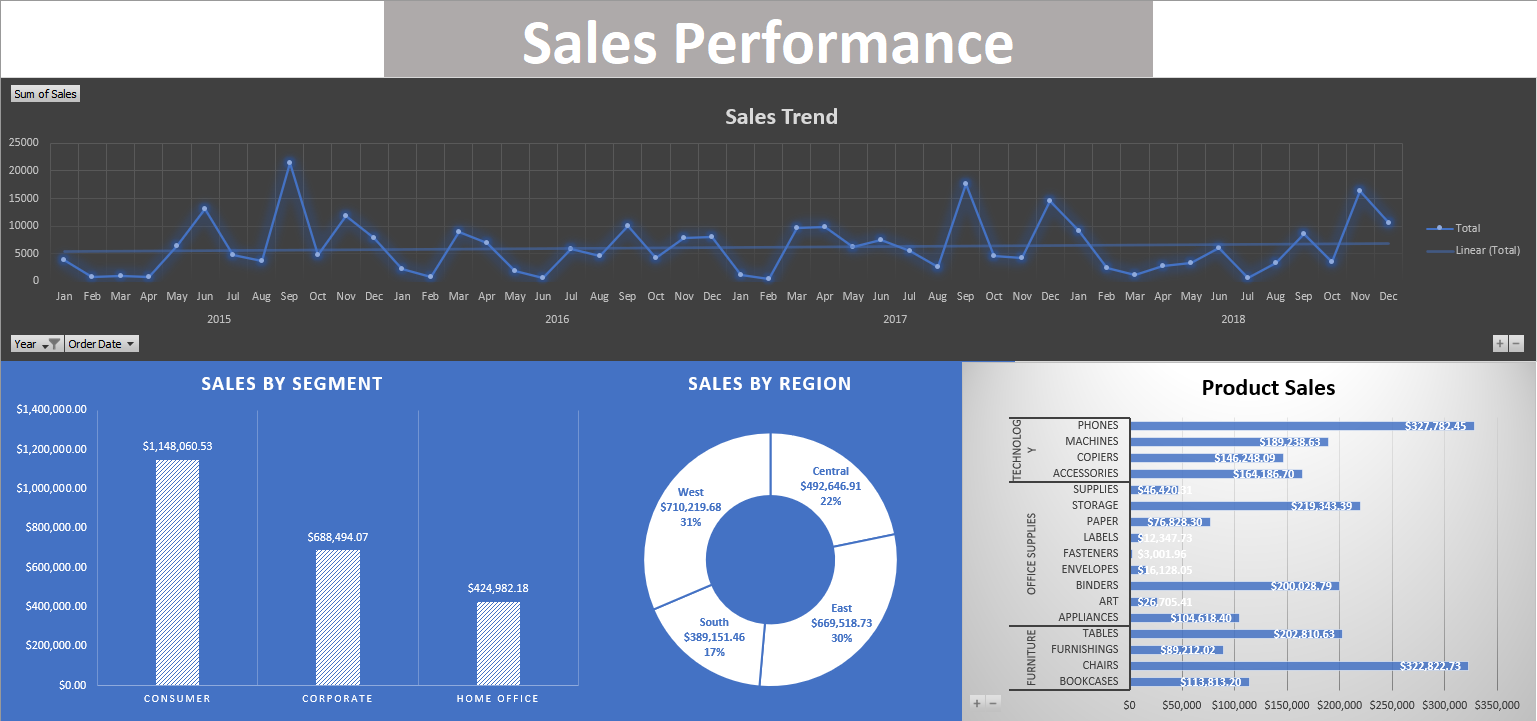 Sales Performance
Sum of Sales
Sales Trend
25000
20000
15000
10000
5000
0
Jan Feb Mar Apr May Jun Jul Aug Sep Oct Nov Dec Jan Feb Mar Apr May Jun Jul Aug Sep Oct Nov Dec Jan Feb Mar Apr May Jun Jul Aug Sep Oct Nov Dec Jan Feb Mar Apr May Jun Jul Aug Sep Oct Nov Dec
2015 2016 2017 2018
Total
Linear (Total)
Year Order Date
+ −
SALES BY SEGMENT
$1,400,000.00
$1,200,000.00
$1,000,000.00
$800,000.00
$600,000.00
$400,000.00
$200,000.00
$0.00
$1,148,060.53
$688,494.07
$424,982.18
CONSUMER CORPORATE HOME OFFICE
SALES BY REGION
Central
$492,646.91
22%
East
$669,518.73
30%
South
$389,151.46
17%
West
$710,219.68
31%
Product Sales
TECHNOLOG
Y
PHONES $327,782.45
MACHINES $189,238.63
COPIERS $146,248.09
ACCESSORIES $164,186.70
OFFICE SUPPLIES
SUPPLIES
STORAGE $219,343.39
PAPER $76,828.30
LABELS $12,347.73
FASTENERS $3,001.96
ENVELOPES $16,128.05
BINDERS $200,028.79
ART $26,705.41
APPLIANCES $104,618.40
FURNITURE
TABLES $202,810.63
FURNISHINGS $89,212.02
CHAIRS $322,822.73
BOOKCASES $113,813.20
+ −
$0 $50,000 $100,000 $150,000 $200,000 $250,000 $300,000 $350,000